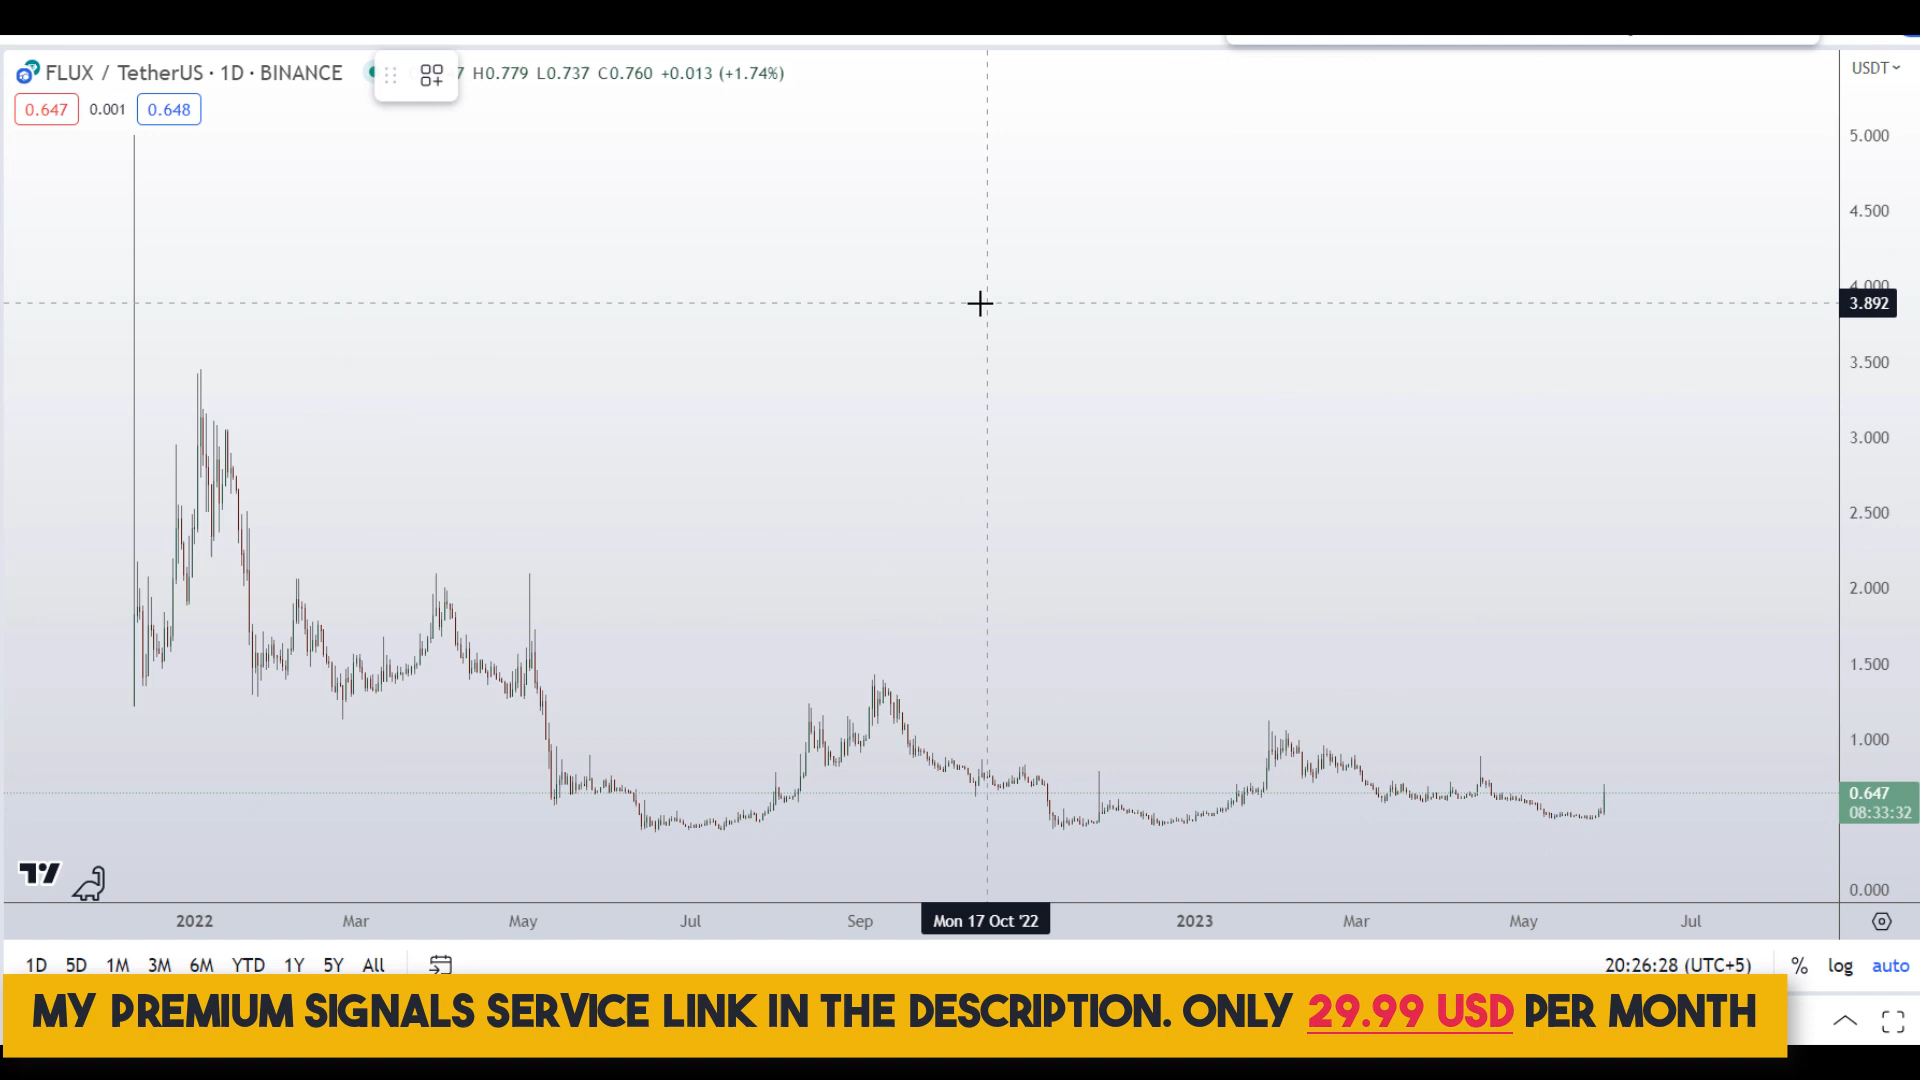 FLUX / TetherUS · 1D · BINANCE
7 H0.779 L0.737 C0.760 +0.013 (+1.74%)
USDT
0.647 0.001 0.648
5.000
4.500
4.000
3.892
3.500
3.000
2.500
2.000
1.500
1.000
0.647
08:33:32
0.000
2022 Mar May Jul Sep Mon 17 Oct '22 2023 Mar May Jul
1D 5D 1M 3M 6M YTD 1Y 5Y All
20:26:28 (UTC+5) % log auto
MY PREMIUM SIGNALS SERVICE LINK IN THE DESCRIPTION. ONLY 29.99 USD PER MONTH